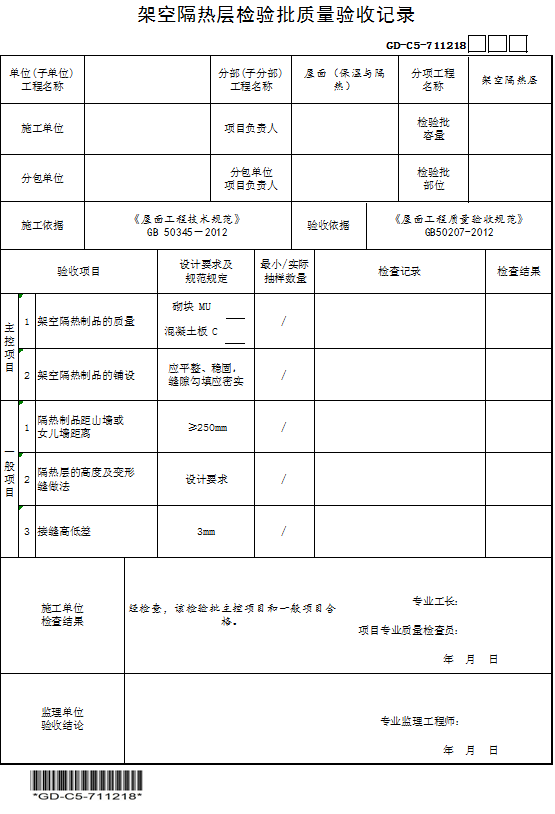 架空隔热层检验批质量验收记录
GD-C5-711218
单位(子单位)
工程名称
分部(子分部)
工程名称
屋面（保温与隔
热）
分项工程
名称
架空隔热层
施工单位
项目负责人
检验批
容量
分包单位
分包单位
项目负责人
检验批
部位
施工依据
《屋面工程技术规范》
GB 50345－2012
验收依据
《屋面工程质量验收规范》
GB50207-2012
验收项目
设计要求及
规范规定
最小/实际
抽样数量
检查记录
检查结果
主控项目
1
架空隔热制品的质量
砌块 MU
混凝土板 C
/
2
架空隔热制品的铺设
应平整、稳固，
缝隙勾填应密实
/
一般项目
1
隔热制品距山墙或
女儿墙距离
≥250mm
/
2
隔热层的高度及变形
缝做法
设计要求
/
3
接缝高低差
3mm
/
施工单位
检查结果
经检查，该检验批主控项目和一般项目合
格。
专业工长：
项目专业质量检查员：
年 月 日
监理单位
验收结论
专业监理工程师：
年 月 日
*GD-C5-711218*